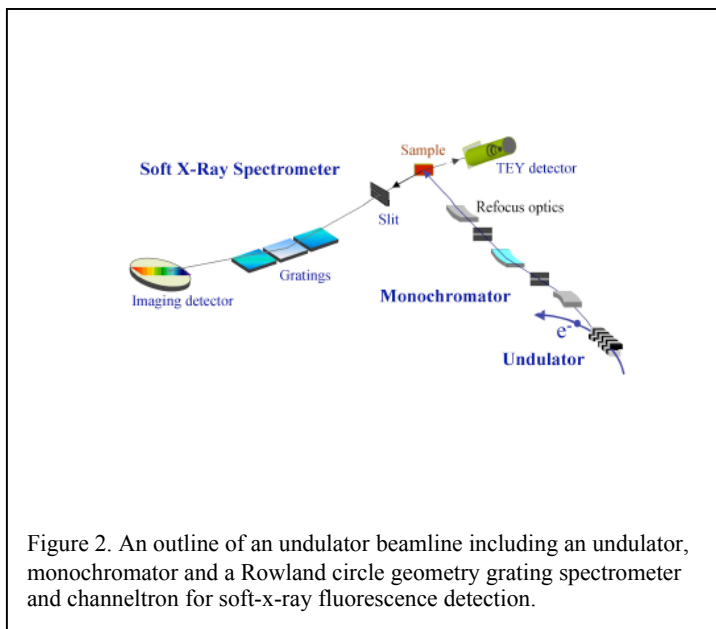 Sample
Soft X-Ray Spectrometer
TEY detector
Slit
Refocus optics
Gratings
Imaging detector
Monochromator
e-
Undulator
Figure 2. An outline of an undulator beamline including an undulator,
monochromator and a Rowland circle geometry grating spectrometer
and channeltron for soft-x-ray fluorescence detection.